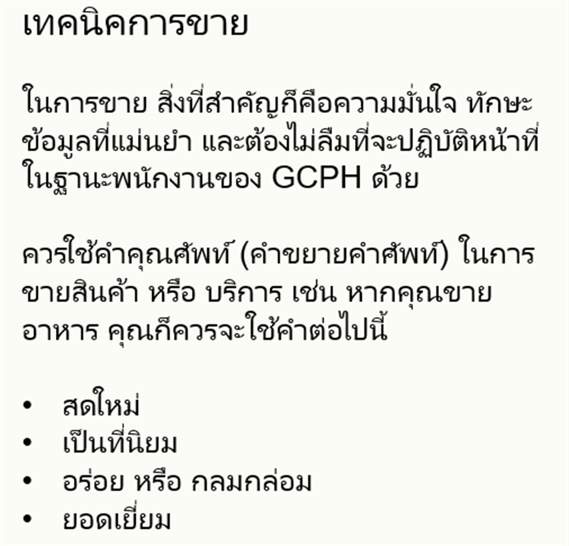 เทคนิคการขาย
ในการขาย สิ่งที่สำคัญก็คือความมั่นใจ ทักษะ
ข้อมูลที่แม่นยำ และต้องไม่ลืมที่จะปฏิบัติหน้าที่
ในฐานะพนักงานของ GCPH ด้วย
ควรใช้คำคุณศัพท์ (คำขยายคำศัพท์) ในการ
ขายสินค้า หรือ บริการ เช่น หากคุณขาย
อาหาร คุณก็ควรจะใช้คำต่อไปนี้
• สดใหม่
• เป็นที่นิยม
• อร่อย หรือ กลมกล่อม
• ยอดเยี่ยม